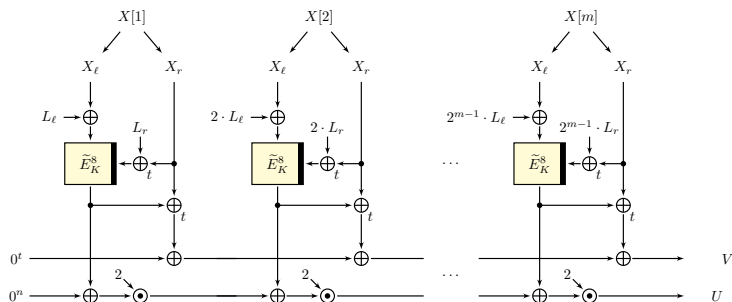 X[1] X[2] X[m]
X_ℓ X_r X_ℓ X_r X_ℓ X_r
L_ℓ 2 · L_ℓ 2^{m−1} · L_ℓ
L_r 2 · L_r 2^{m−1} · L_r
Ẽ_K^8 Ẽ_K^8 … Ẽ_K^8
t t t
t t t
0^t V
…
2 2 2
0^n U